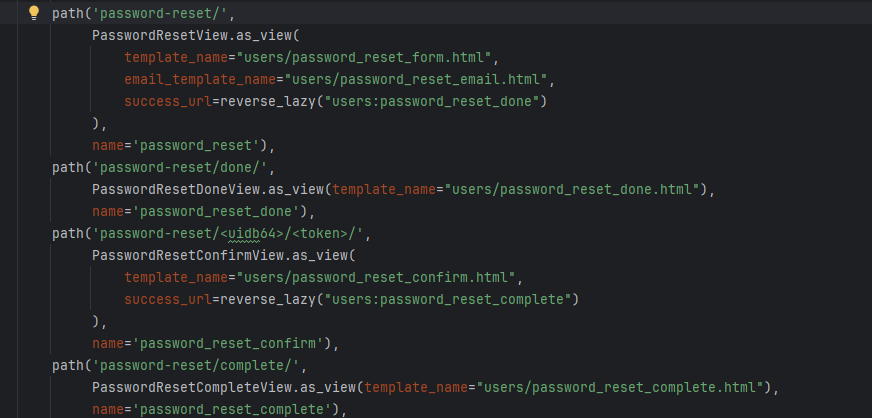 path('password-reset/',
PasswordResetView.as_view(
template_name="users/password_reset_form.html",
email_template_name="users/password_reset_email.html",
success_url=reverse_lazy("users:password_reset_done")
),
name='password_reset'),
path('password-reset/done/',
PasswordResetDoneView.as_view(template_name="users/password_reset_done.html"),
name='password_reset_done'),
path('password-reset/<uidb64>/<token>/',
PasswordResetConfirmView.as_view(
template_name="users/password_reset_confirm.html",
success_url=reverse_lazy("users:password_reset_complete")
),
name='password_reset_confirm'),
path('password-reset/complete/',
PasswordResetCompleteView.as_view(template_name="users/password_reset_complete.html"),
name='password_reset_complete'),